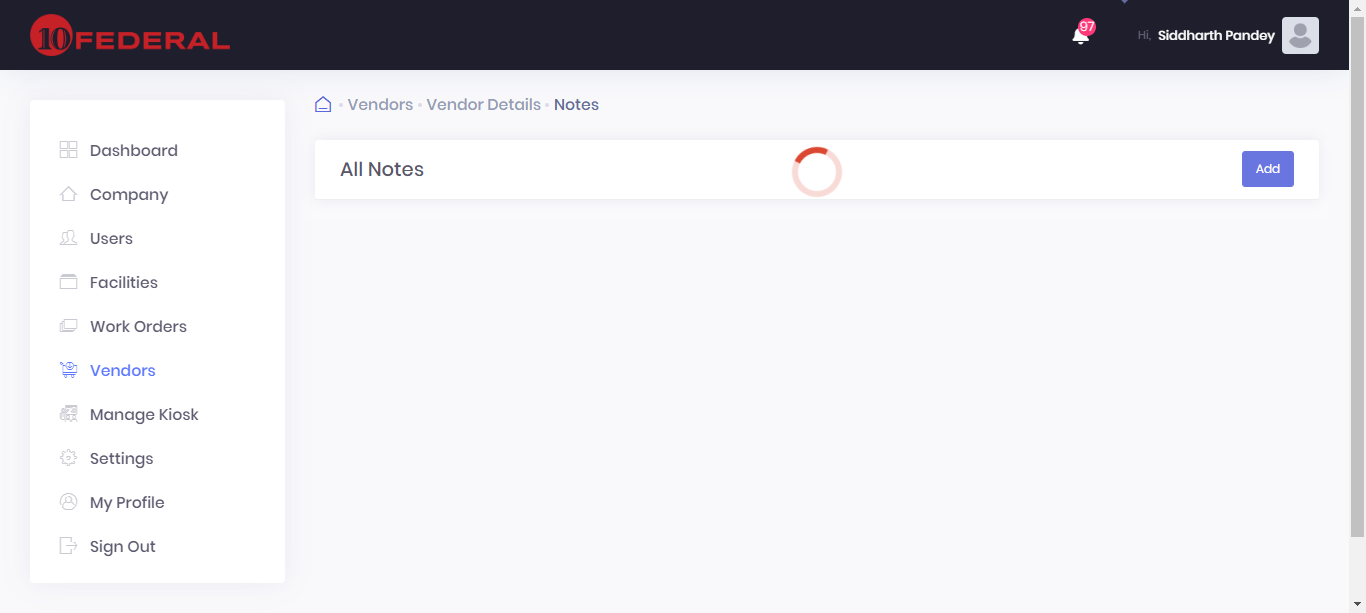 10 FEDERAL
97
Hi, Siddharth Pandey
Dashboard
Company
Users
Facilities
Work Orders
Vendors
Manage Kiosk
Settings
My Profile
Sign Out
Vendors • Vendor Details • Notes
All Notes
Add